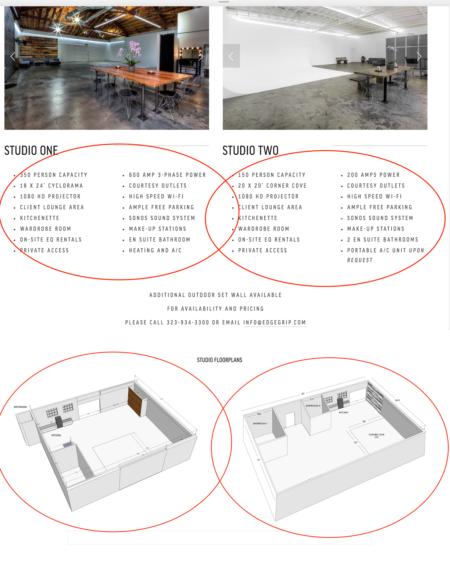 STUDIO ONE
350 PERSON CAPACITY
18 X 24' CYCLORAMA
1080 HD PROJECTOR
CLIENT LOUNGE AREA
KITCHENETTE
WARDROBE ROOM
ON-SITE EQ RENTALS
PRIVATE ACCESS
600 AMP 3-PHASE POWER
COURTESY OUTLETS
HIGH SPEED WI-FI
AMPLE FREE PARKING
SONOS SOUND SYSTEM
MAKE-UP STATIONS
EN SUITE BATHROOM
HEATING AND A/C
STUDIO TWO
150 PERSON CAPACITY
20 X 20' CORNER COVE
1080 HD PROJECTOR
CLIENT LOUNGE AREA
KITCHENETTE
WARDROBE ROOM
ON-SITE EQ RENTALS
PRIVATE ACCESS
200 AMPS POWER
COURTESY OUTLETS
HIGH SPEED WI-FI
AMPLE FREE PARKING
SONOS SOUND SYSTEM
MAKE-UP STATIONS
2 EN SUITE BATHROOMS
PORTABLE A/C UNIT UPON
REQUEST
ADDITIONAL OUTDOOR SET WALL AVAILABLE
FOR AVAILABILITY AND PRICING
PLEASE CALL 323-934-3300 OR EMAIL INFO@EDGEGRIP.COM
STUDIO FLOORPLANS